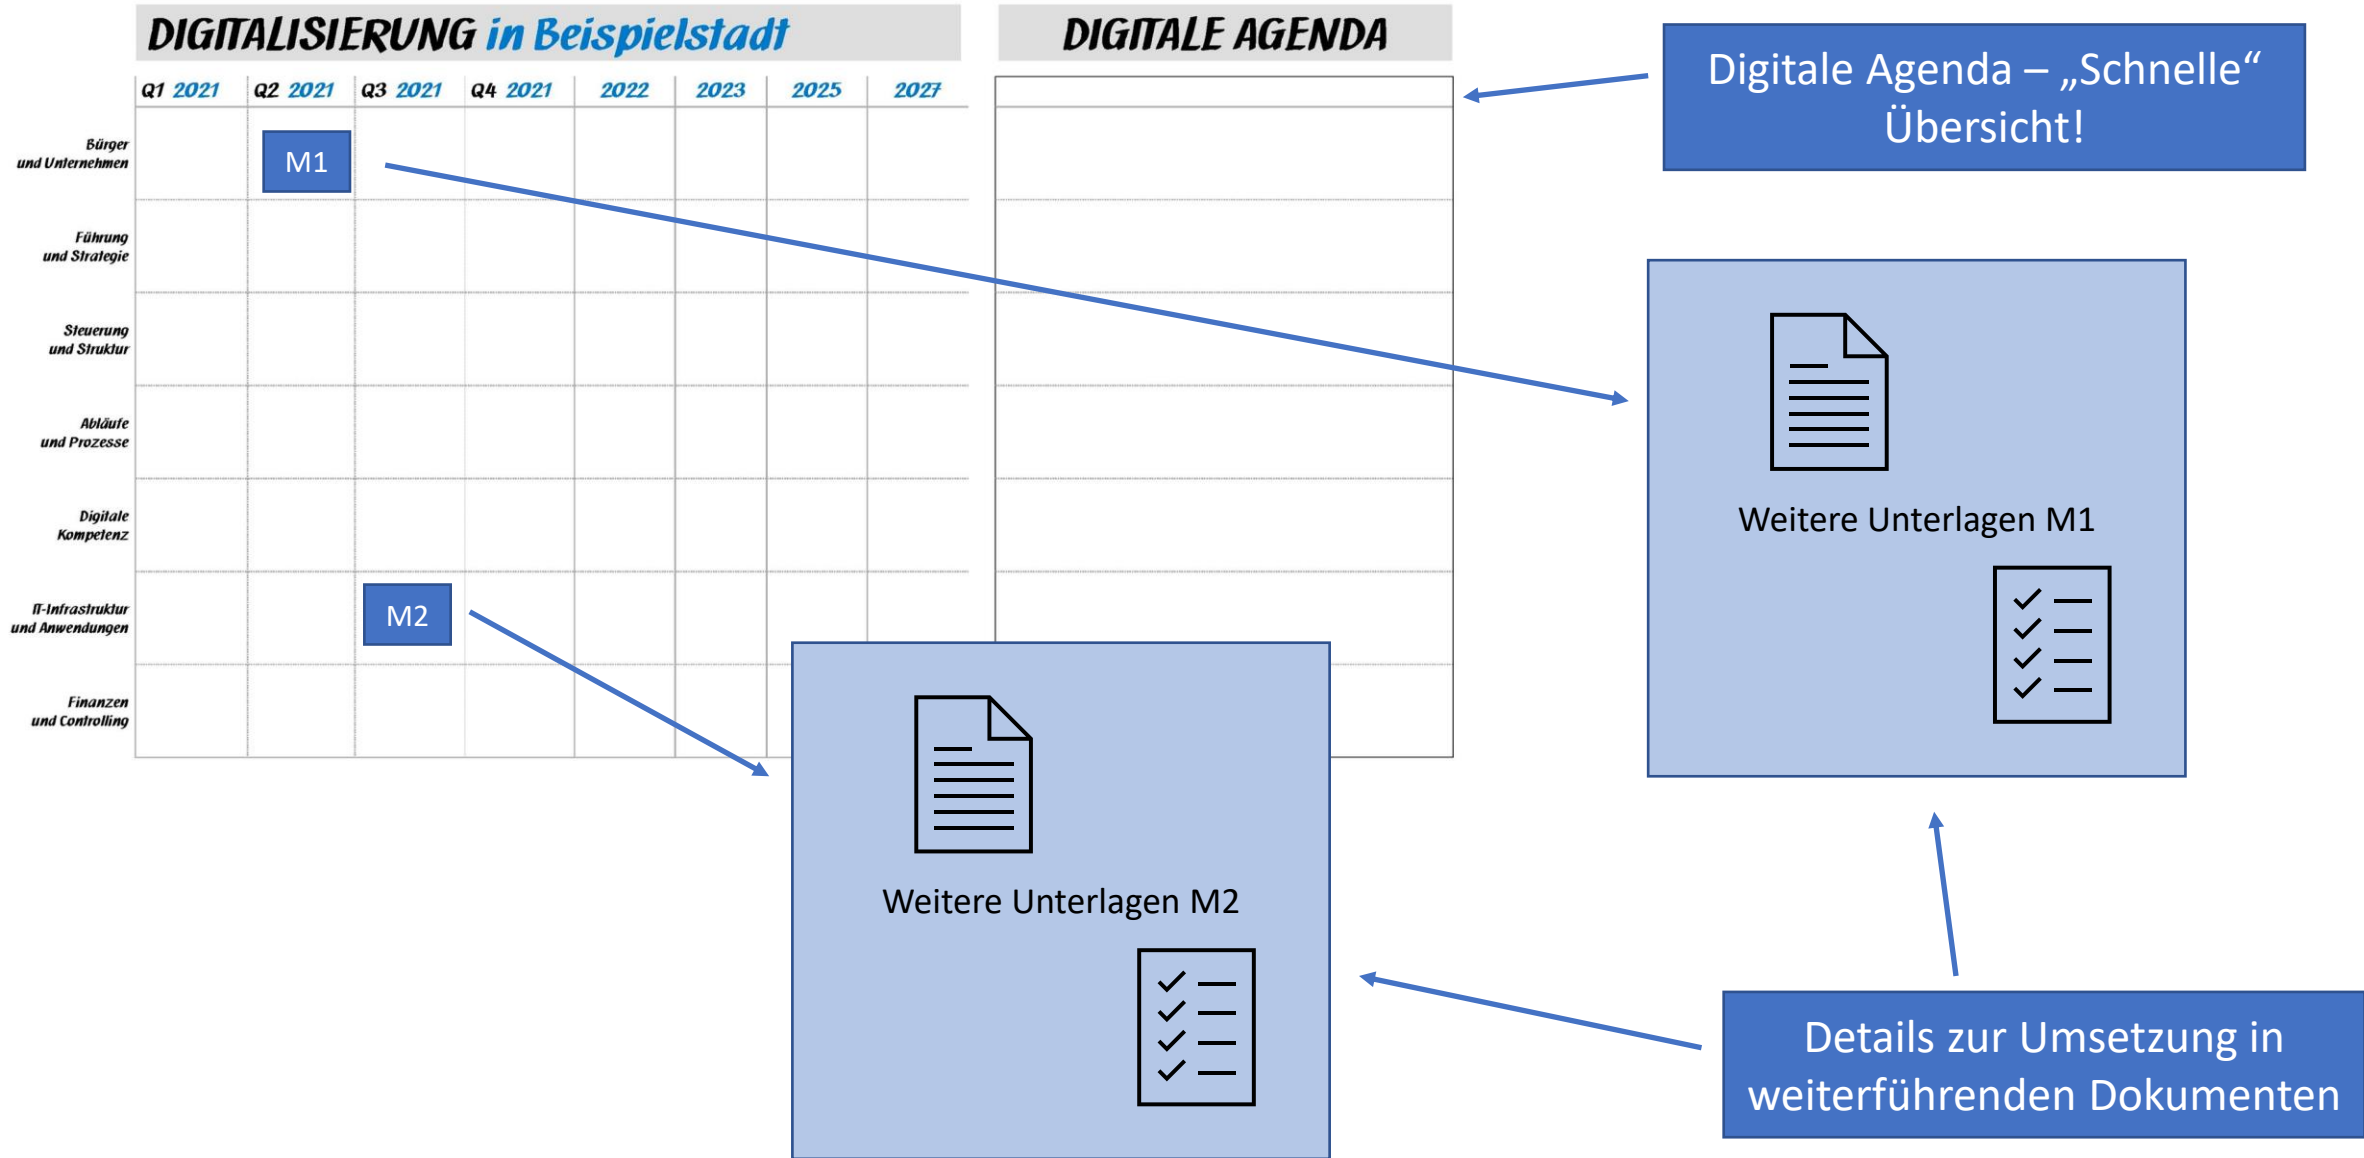 DIGITALISIERUNG in Beispielstadt
DIGITALE AGENDA
Digitale Agenda – „Schnelle“
Übersicht!
Q1 2021 Q2 2021 Q3 2021 Q4 2021 2022 2023 2025 2027
Bürger
und Unternehmen
M1
Führung
und Strategie
Steuerung
und Struktur
Abläufe
und Prozesse
Digitale
Kompetenz
IT-Infrastruktur
und Anwendungen
M2
Finanzen
und Controlling
Weitere Unterlagen M1
Weitere Unterlagen M2
Details zur Umsetzung in
weiterführenden Dokumenten